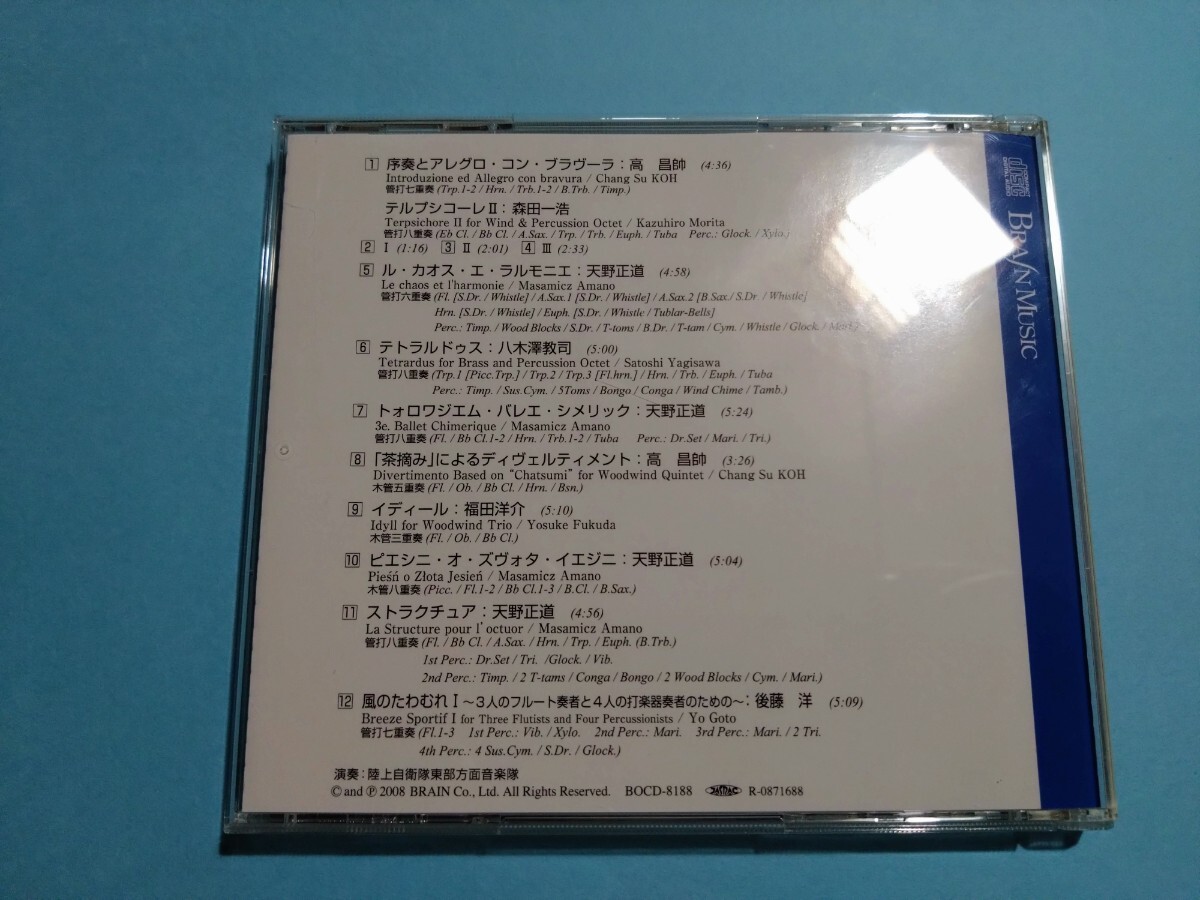 1 序奏とアレグロ・コン・ブラヴーラ：高 昌帥 (4:36)
Introduzione ed Allegro con bravura / Chang Su KOH
管打七重奏 (Trp.1-2 / Hrn. / Trb.1-2 / B.Trb. / Timp.)
テルプシコーレⅡ：森田一浩
Terpsichore II for Wind & Percussion Octet / Kazuhiro Morita
管打八重奏 (Eb Cl. / Bb Cl. / A.Sax. / Trp. / Trb. / Euph. / Tuba Perc.: Glock. / Xylo.)
2 Ⅰ (1:16) 3 Ⅱ (2:01) 4 Ⅲ (2:33)
5 ル・カオス・エ・ラルモニエ：天野正道 (4:58)
Le chaos et l'harmonie / Masamicz Amano
管打六重奏 (Fl. [S.Dr. / Whistle] / A.Sax.1 [S.Dr. / Whistle] / A.Sax.2 [B.Sax./ S.Dr. / Whistle]
Hrn. [S.Dr. / Whistle] / Euph. [S.Dr. / Whistle / Tublar-Bells]
Perc.: Timp. / Wood Blocks / S.Dr. / T-toms / B.Dr. / T-tam / Cym. / Whistle / Glock. / Mari.)
6 テトラルドゥス：八木澤教司 (5:00)
Tetrardus for Brass and Percussion Octet / Satoshi Yagisawa
管打八重奏 (Trp.1 [Picc.Trp.] / Trp.2 / Trp.3 [Fl.hrn.] / Hrn. / Trb. / Euph. / Tuba
Perc.: Timp. / Sus.Cym. / 5Toms / Bongo / Conga / Wind Chime / Tamb.)
7 トォロワジエム・バレエ・シメリック：天野正道 (5:24)
3e. Ballet Chimerique / Masamicz Amano
管打八重奏 (Fl. / Bb Cl.1-2 / Hrn. / Trb.1-2 / Tuba Perc.: Dr.Set / Mari. / Tri.)
8 「茶摘み」によるディヴェルティメント：高 昌帥 (3:26)
Divertimento Based on “Chatsumi” for Woodwind Quintet / Chang Su KOH
木管五重奏 (Fl. / Ob. / Bb Cl. / Hrn. / Bsn.)
9 イディール：福田洋介 (5:10)
Idyll for Woodwind Trio / Yosuke Fukuda
木管三重奏 (Fl. / Ob. / Bb Cl.)
10 ピエシニ・オ・ズヴォタ・イエジニ：天野正道 (5:04)
Pieśń o Złota Jesień / Masamicz Amano
木管八重奏 (Picc. / Fl.1-2 / Bb Cl.1-3 / B.Cl. / B.Sax.)
11 ストラクチュア：天野正道 (4:56)
La Structure pour l'octuor / Masamicz Amano
管打八重奏 (Fl. / Bb Cl. / A.Sax. / Hrn. / Trp. / Euph. (B.Trb.)
1st Perc.: Dr.Set / Tri. /Glock. / Vib.
2nd Perc.: Timp. / 2 T-tams / Conga / Bongo / 2 Wood Blocks / Cym. / Mari.)
12 風のたわむれⅠ～3人のフルート奏者と4人の打楽器奏者のための～：後藤 洋 (5:09)
Breeze Sportif I for Three Flutists and Four Percussionists / Yo Goto
管打七重奏 (Fl.1-3 1st Perc.: Vib. / Xylo. 2nd Perc.: Mari. 3rd Perc.: Mari. / 2 Tri.
4th Perc.: 4 Sus.Cym. / S.Dr. / Glock.)
演奏：陸上自衛隊東部方面音楽隊
© and Ⓟ 2008 BRAIN Co., Ltd. All Rights Reserved. BOCD-8188 JASRAC R-0871688
COMPACT disc DIGITAL AUDIO
BRAIN MUSIC